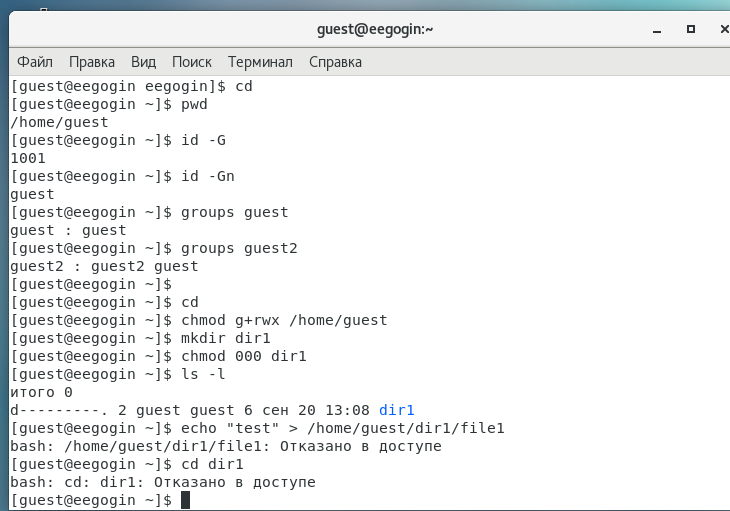 guest@eegogin:~
Файл Правка Вид Поиск Терминал Справка
[guest@eegogin eegogin]$ cd
[guest@eegogin ~]$ pwd
/home/guest
[guest@eegogin ~]$ id -G
1001
[guest@eegogin ~]$ id -Gn
guest
[guest@eegogin ~]$ groups guest
guest : guest
[guest@eegogin ~]$ groups guest2
guest2 : guest2 guest
[guest@eegogin ~]$
[guest@eegogin ~]$ cd
[guest@eegogin ~]$ chmod g+rwx /home/guest
[guest@eegogin ~]$ mkdir dir1
[guest@eegogin ~]$ chmod 000 dir1
[guest@eegogin ~]$ ls -l
итого 0
d---------. 2 guest guest 6 сен 20 13:08 dir1
[guest@eegogin ~]$ echo "test" > /home/guest/dir1/file1
bash: /home/guest/dir1/file1: Отказано в доступе
[guest@eegogin ~]$ cd dir1
bash: cd: dir1: Отказано в доступе
[guest@eegogin ~]$